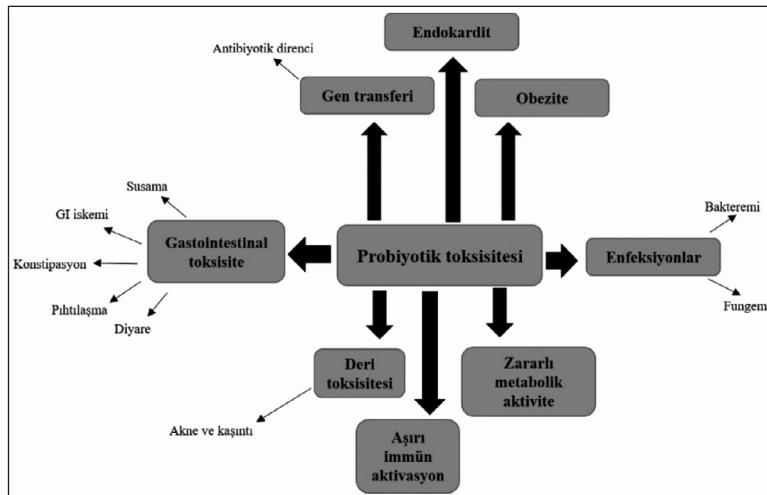 Endokardit
Antibiyotik direnci
Gen transferi
Obezite
Susama
GI iskemi
Konstipasyon
Pıhtılaşma
Diyare
Gastointestinal
toksisite
Probiyotik toksisitesi
Bakteremi
Enfeksiyonlar
Fungem
Deri
toksisitesi
Akne ve kaşıntı
Zararlı
metabolik
aktivite
Aşırı
immün
aktivasyon